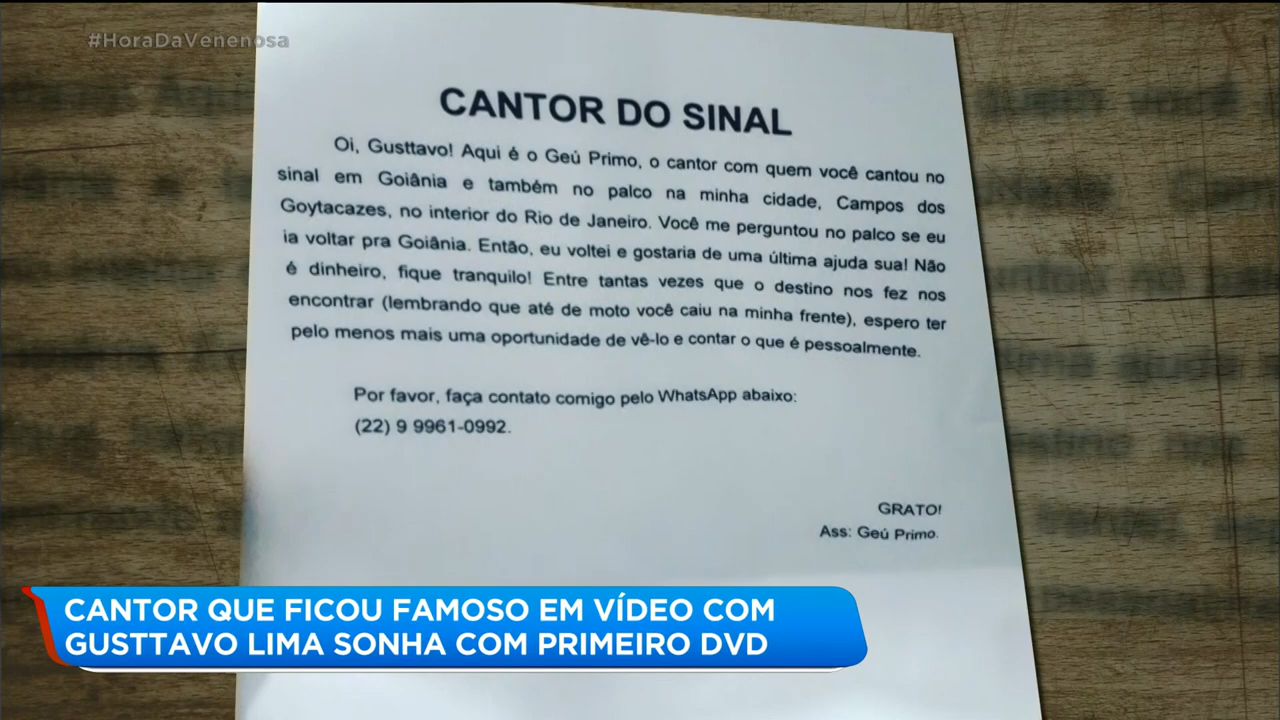 #HoraDaVenenosa
CANTOR DO SINAL
Oi, Gusttavo! Aqui é o Geú Primo, o cantor com quem você cantou no
sinal em Goiânia e também no palco na minha cidade, Campos dos
Goytacazes, no interior do Rio de Janeiro. Você me perguntou no palco se eu
ia voltar pra Goiânia. Então, eu voltei e gostaria de uma última ajuda sua! Não
é dinheiro, fique tranquilo! Entre tantas vezes que o destino nos fez nos
encontrar (lembrando que até de moto você caiu na minha frente), espero ter
pelo menos mais uma oportunidade de vê-lo e contar o que é pessoalmente.
Por favor, faça contato comigo pelo WhatsApp abaixo:
(22) 9 9961-0992.
GRATO!
Ass: Geú Primo.
CANTOR QUE FICOU FAMOSO EM VÍDEO COM
GUSTTAVO LIMA SONHA COM PRIMEIRO DVD